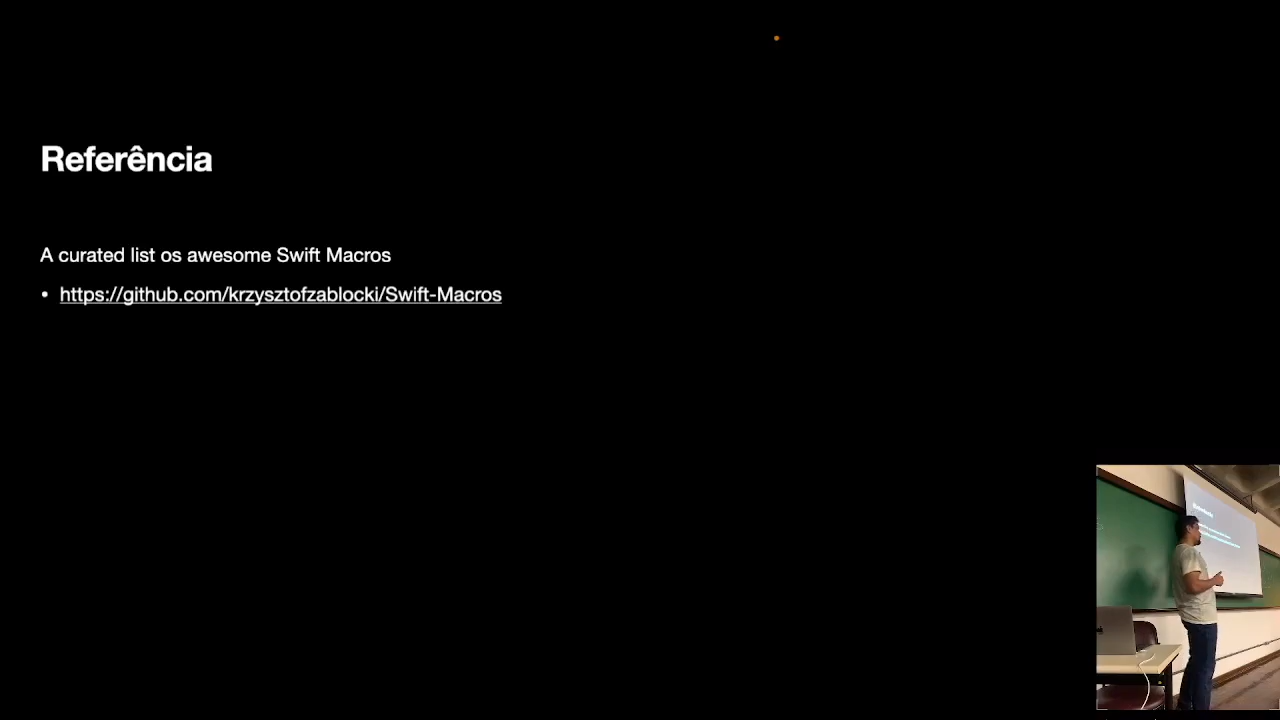 Referência
A curated list os awesome Swift Macros
• https://github.com/krzysztofzablocki/Swift-Macros